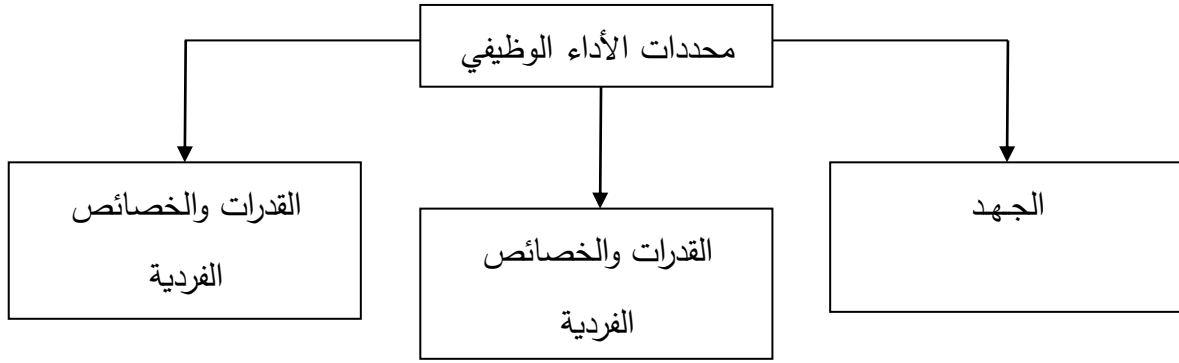 محددات الأداء الوظيفي
الجهد
القدرات والخصائص
الفردية
القدرات والخصائص
الفردية